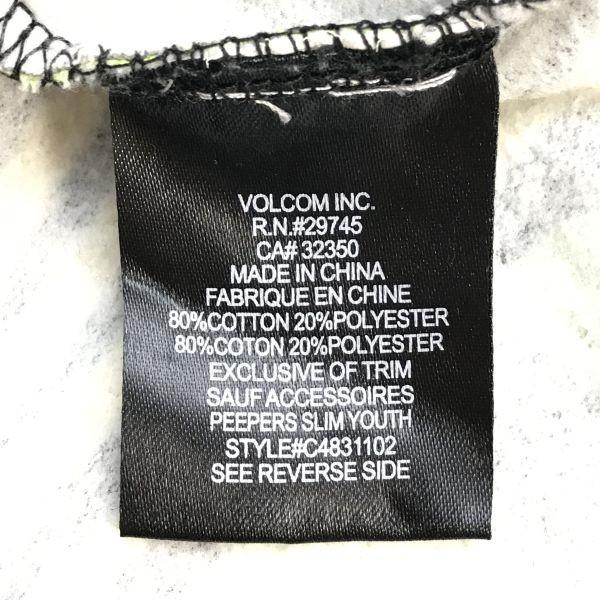 VOLCOM INC.
R.N.#29745
CA# 32350
MADE IN CHINA
FABRIQUE EN CHINE
80%COTTON 20%POLYESTER
80%COTON 20%POLYESTER
EXCLUSIVE OF TRIM
SAUF ACCESSOIRES
PEEPERS SLIM YOUTH
STYLE#C4831102
SEE REVERSE SIDE